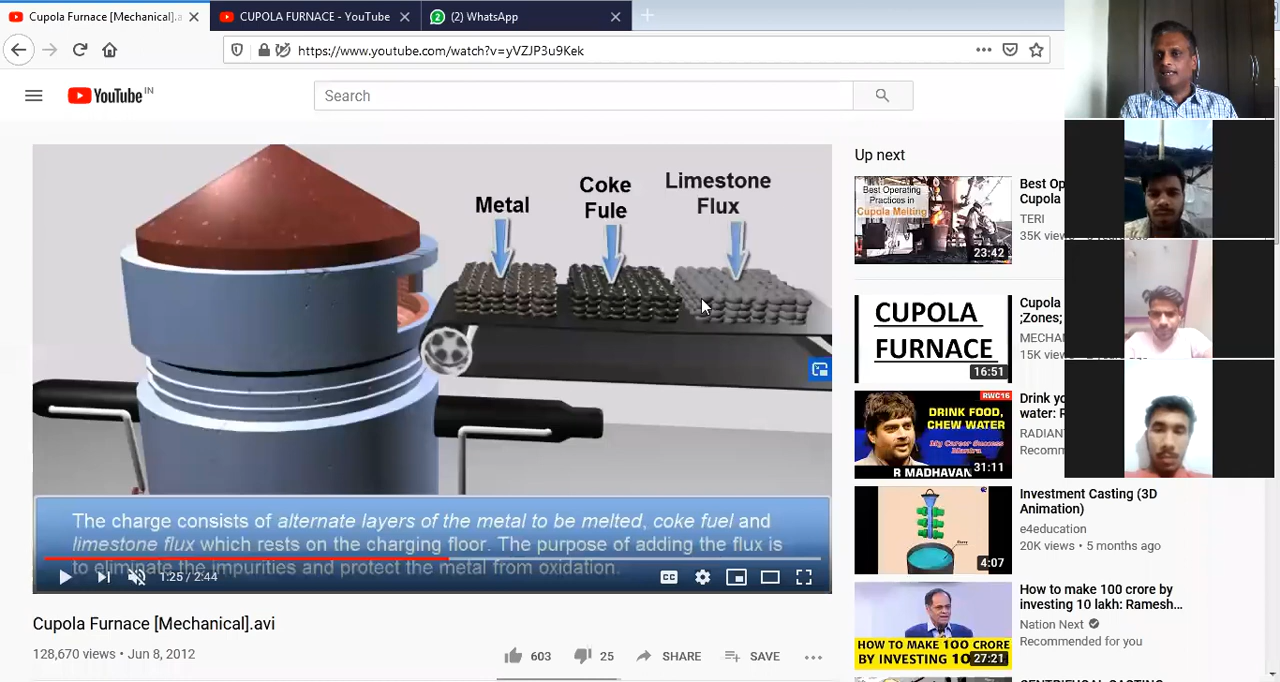 Cupola Furnace [Mechanical].a
CUPOLA FURNACE - YouTube
(2) WhatsApp
https://www.youtube.com/watch?v=yVZJP3u9Kek
YouTube IN
Search
Metal
Coke
Fule
Limestone
Flux
The charge consists of alternate layers of the metal to be melted, coke fuel and
limestone flux which rests on the charging floor. The purpose of adding the flux is
to eliminate the impurities and protect the metal from oxidation.
1:25 / 2:44
CC
Cupola Furnace [Mechanical].avi
128,670 views • Jun 8, 2012
603
25
SHARE
SAVE
Up next
Best Operating
Practices in
Cupola Melting
23:42
Best Op
Cupola
TERI
35K view
CUPOLA
FURNACE
16:51
Cupola
;Zones;
MECHA
15K
RWC16
DRINK FOOD,
CHEW WATER
My Career Success
Mantra
R MADHAVAN
31:11
Drink yo
water: R
RADIAN
Recomm
4:07
Investment Casting (3D
Animation)
e4education
20K views • 5 months ago
HOW TO MAKE 100 CRORE
BY INVESTING 10
27:21
How to make 100 crore by
investing 10 lakh: Ramesh...
Nation Next
Recommended for you